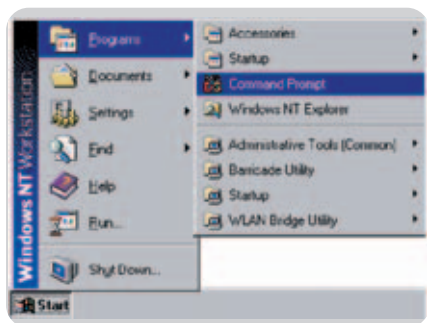 Windows NT Workstation
Programs
Documents
Settings
Find
Help
Run...
Shut Down...
Start
Accessories
Startup
Command Prompt
Windows NT Explorer
Administrative Tools (Common)
Barricade Utility
Startup
WLAN Bridge Utility